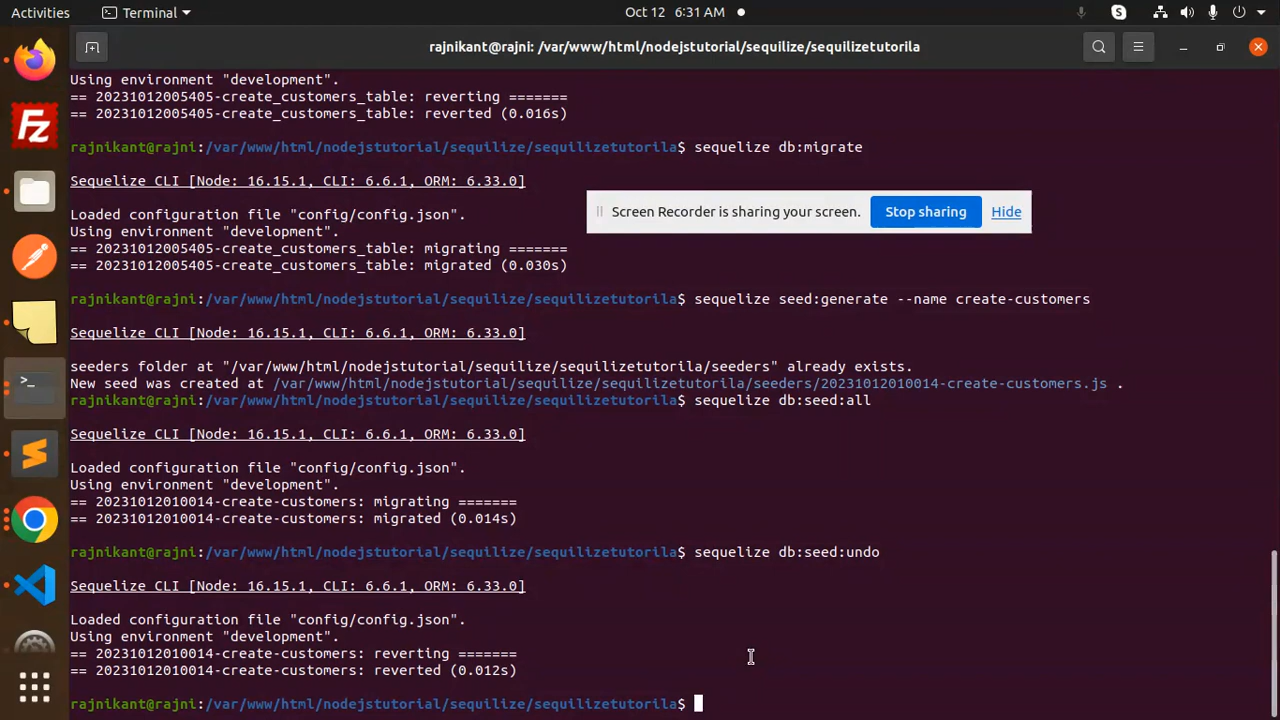 Activities
Terminal
Oct 12 6:31 AM
S
rajnikant@rajni: /var/www/html/nodejstutorial/sequilize/sequilizetutorila
Fz
Using environment "development".
== 20231012005405-create_customers_table: reverting =======
== 20231012005405-create_customers_table: reverted (0.016s)
rajnikant@rajni:/var/www/html/nodejstutorial/sequilize/sequilizetutorila$ sequelize db:migrate
Sequelize CLI [Node: 16.15.1, CLI: 6.6.1, ORM: 6.33.0]
Screen Recorder is sharing your screen.
Stop sharing
Hide
Loaded configuration file "config/config.json".
Using environment "development".
== 20231012005405-create_customers_table: migrating =======
== 20231012005405-create_customers_table: migrated (0.030s)
rajnikant@rajni:/var/www/html/nodejstutorial/sequilize/sequilizetutorila$ sequelize seed:generate --name create-customers
Sequelize CLI [Node: 16.15.1, CLI: 6.6.1, ORM: 6.33.0]
seeders folder at "/var/www/html/nodejstutorial/sequilize/sequilizetutorila/seeders" already exists.
New seed was created at /var/www/html/nodejstutorial/sequilize/sequilizetutorila/seeders/20231012010014-create-customers.js .
rajnikant@rajni:/var/www/html/nodejstutorial/sequilize/sequilizetutorila$ sequelize db:seed:all
Sequelize CLI [Node: 16.15.1, CLI: 6.6.1, ORM: 6.33.0]
Loaded configuration file "config/config.json".
Using environment "development".
== 20231012010014-create-customers: migrating =======
== 20231012010014-create-customers: migrated (0.014s)
rajnikant@rajni:/var/www/html/nodejstutorial/sequilize/sequilizetutorila$ sequelize db:seed:undo
Sequelize CLI [Node: 16.15.1, CLI: 6.6.1, ORM: 6.33.0]
Loaded configuration file "config/config.json".
Using environment "development".
== 20231012010014-create-customers: reverting =======
== 20231012010014-create-customers: reverted (0.012s)
rajnikant@rajni:/var/www/html/nodejstutorial/sequilize/sequilizetutorila$